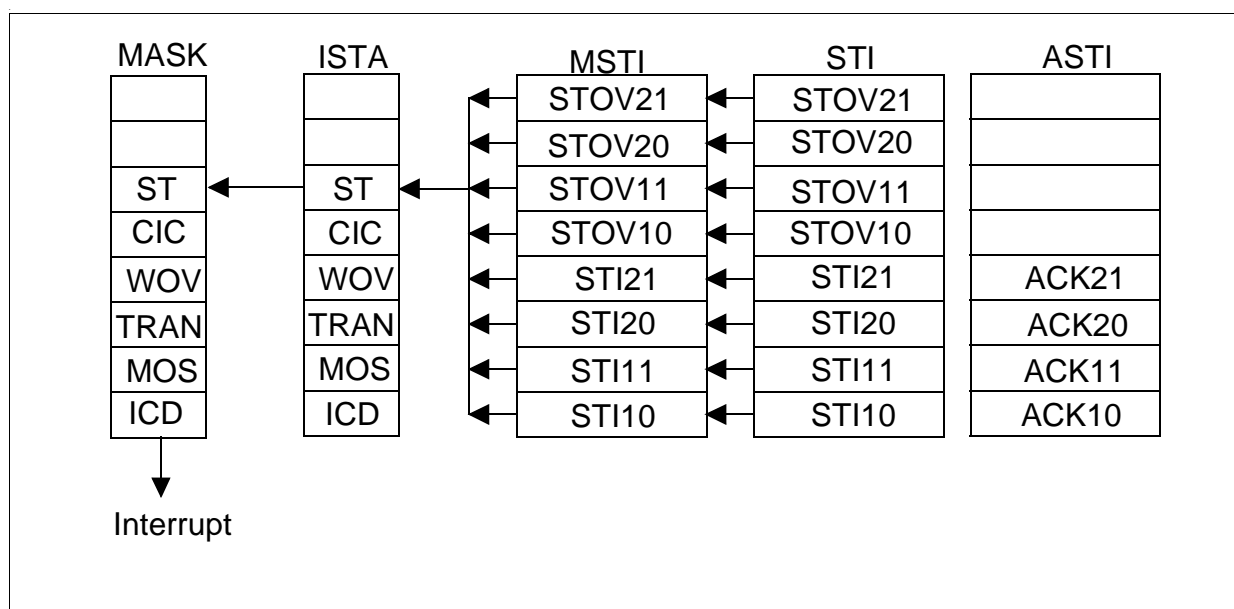 MASK ISTA MSTI STI ASTI
STOV21 STOV21
STOV20 STOV20
ST ST STOV11 STOV11
CIC CIC STOV10 STOV10
WOV WOV STI21 STI21 ACK21
TRAN TRAN STI20 STI20 ACK20
MOS MOS STI11 STI11 ACK11
ICD ICD STI10 STI10 ACK10
Interrupt